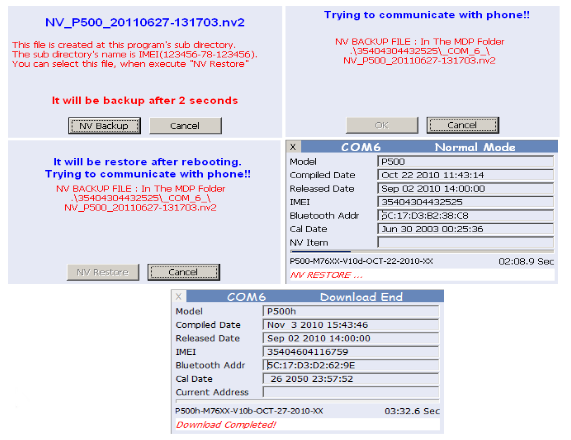 NV_P500_20110627-131703.nv2
This file is created at this program's sub directory.
The sub directory's name is IMEI(123456-78-123456).
You can select this file, when execute "NV Restore"
It will be backup after 2 seconds
NV Backup
Cancel
Trying to communicate with phone!!
NV BACKUP FILE : In The MDP Folder
.\35404304432525\_COM_6_\
NV_P500_20110627-131703.nv2
OK
Cancel
It will be restore after rebooting.
Trying to communicate with phone!!
NV BACKUP FILE : In The MDP Folder
.\35404304432525\_COM_6_\
NV_P500_20110627-131703.nv2
NV Restore
Cancel
X COM6 Normal Mode
Model P500
Compiled Date Oct 22 2010 11:43:14
Released Date Sep 02 2010 14:00:00
IMEI 35404304432525
Bluetooth Addr 5C:17:D3:B2:38:C8
Cal Date Jun 30 2003 00:25:36
NV Item
P500-M76XX-V10d-OCT-22-2010-XX 02:08.9 Sec
NV RESTORE ...
X COM6 Download End
Model P500h
Compiled Date Nov 3 2010 15:43:46
Released Date Sep 02 2010 14:00:00
IMEI 35404604116759
Bluetooth Addr 5C:17:D3:D2:62:9E
Cal Date 26 2050 23:57:52
Current Address
P500h-M76XX-V10b-OCT-27-2010-XX 03:32.6 Sec
Download Completed!